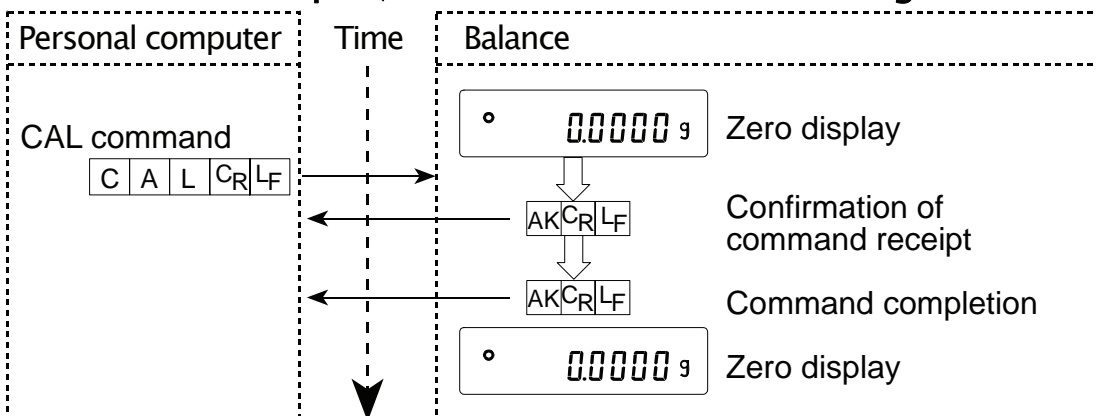 Personal computer Time Balance
0.0000 g Zero display
CAL command
C A L CR LF
AK CR LF Confirmation of
command receipt
AK CR LF Command completion
0.0000 g Zero display